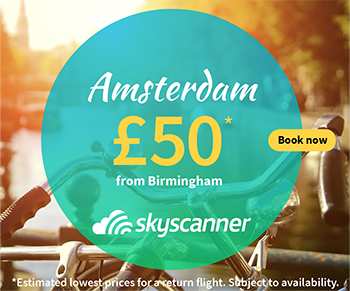 Amsterdam
£50*
from Birmingham
Book now
skyscanner
*Estimated lowest prices for a return flight. Subject to availability.